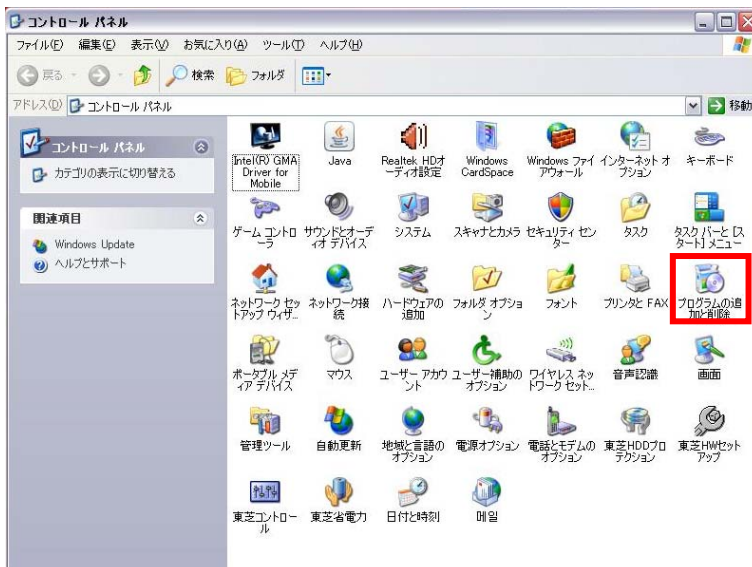 コントロール パネル
ファイル(F) 編集(E) 表示(V) お気に入り(A) ツール(T) ヘルプ(H)
戻る 検索 フォルダ
アドレス(D) コントロール パネル 移動
コントロール パネル
カテゴリの表示に切り替える
関連項目
Windows Update
ヘルプとサポート
Intel(R) GMA Driver for Mobile
Java
Realtek HDオーディオ設定
Windows CardSpace
Windows ファイアウォール
インターネット オプション
キーボード
ゲーム コントローラ
サウンドとオーディオ デバイス
システム
スキャナとカメラ
セキュリティ センター
タスク
タスク バーと [スタート] メニュー
ネットワーク セットアップ ウィザ...
ネットワーク接続
ハードウェアの追加
フォルダ オプション
フォント
プリンタと FAX
プログラムの追加と削除
ポータブル メディア デバイス
マウス
ユーザー アカウント
ユーザー補助のオプション
ワイヤレス ネットワーク セット...
音声認識
画面
管理ツール
自動更新
地域と言語のオプション
電源オプション
電話とモデムのオプション
東芝HDDプロテクション
東芝HWセットアップ
東芝コントロール
東芝省電力
日付と時刻
메일